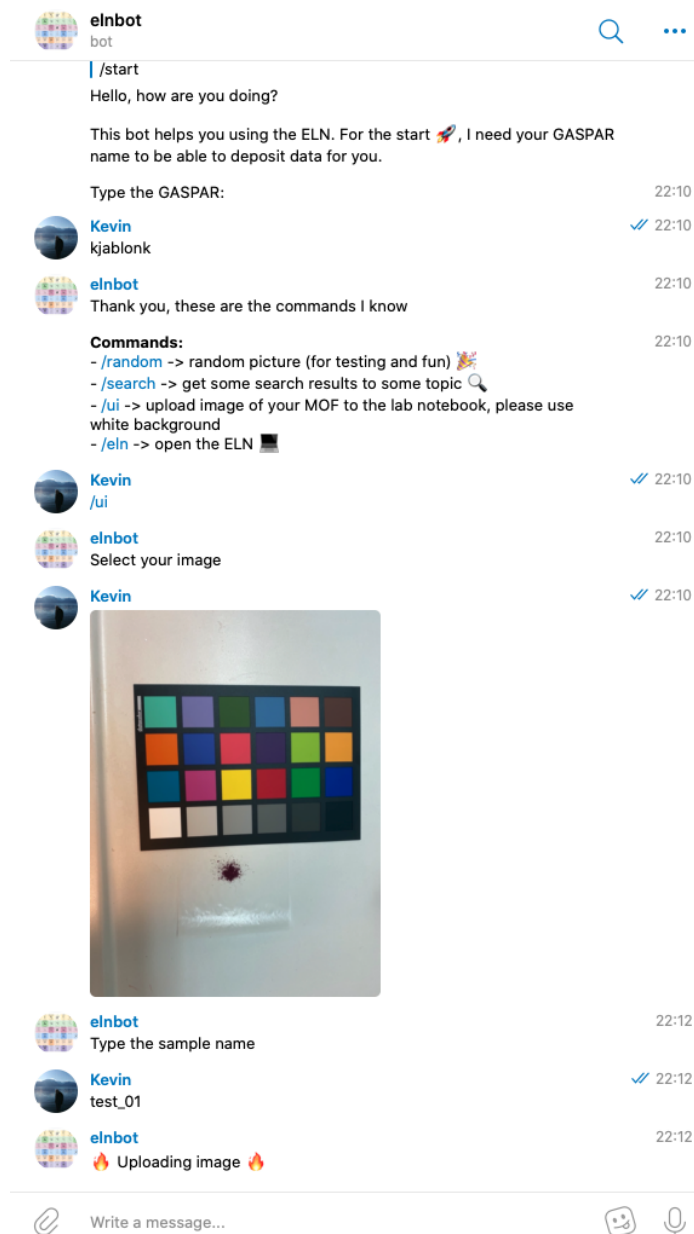 elnbot
bot
/start
Hello, how are you doing?
This bot helps you using the ELN. For the start 🚀, I need your GASPAR
name to be able to deposit data for you.
Type the GASPAR: 22:10
Kevin 22:10
kjablonk
elnbot 22:10
Thank you, these are the commands I know
Commands: 22:10
- /random -> random picture (for testing and fun) 🎉
- /search -> get some search results to some topic 🔍
- /ui -> upload image of your MOF to the lab notebook, please use
white background
- /eln -> open the ELN 💻
Kevin 22:10
/ui
elnbot 22:10
Select your image
Kevin 22:10
elnbot 22:12
Type the sample name
Kevin 22:12
test_01
elnbot 22:12
🔥 Uploading image 🔥
Write a message...